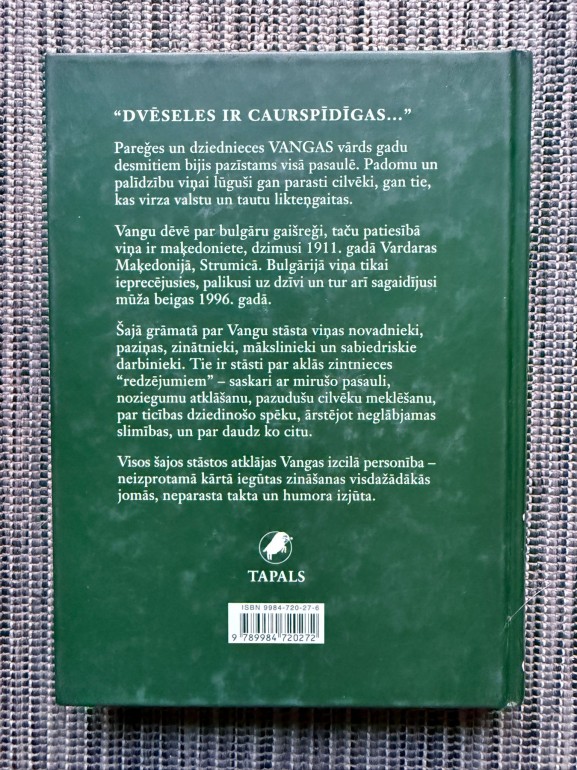 “DVĒSELES IR CAURSPĪDĪGAS...”
Pareģes un dziednieces VANGAS vārds gadu
desmitiem bijis pazīstams visā pasaulē. Padomu un
palīdzību viņai lūguši gan parasti cilvēki, gan tie,
kas virza valstu un tautu likteņgaitas.
Vangu dēvē par bulgāru gaišreģi, taču patiesībā
viņa ir maķedoniete, dzimusi 1911. gadā Vardaras
Maķedonijā, Strumicā. Bulgārijā viņa tikai
ieprecējusies, palikusi uz dzīvi un tur arī sagaidījusi
mūža beigas 1996. gadā.
Šajā grāmatā par Vangu stāsta viņas novadnieki,
paziņas, zinātnieki, mākslinieki un sabiedriskie
darbinieki. Tie ir stāsti par aklās zintnieces
“redzējumiem” – saskari ar mirušo pasauli,
noziegumu atklāšanu, pazudušu cilvēku meklēšanu,
par ticības dziedinošo spēku, ārstējot neglābjamas
slimības, un par daudz ko citu.
Visos šajos stāstos atklājas Vangas izcilā personība –
neizprotamā kārtā iegūtas zināšanas visdažādākās
jomās, neparasta takta un humora izjūta.
TAPALS
ISBN 9984-720-27-6
9 789984 720272